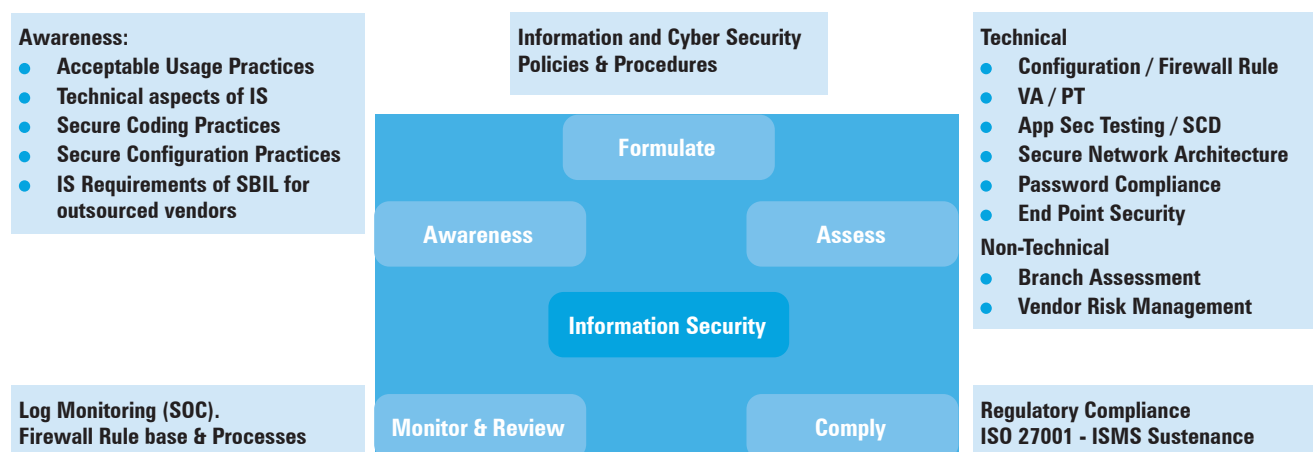 Awareness:
Acceptable Usage Practices
Technical aspects of IS
Secure Coding Practices
Secure Configuration Practices
IS Requirements of SBIL for
outsourced vendors
Information and Cyber Security
Policies & Procedures
Technical
Configuration / Firewall Rule
VA / PT
App Sec Testing / SCD
Secure Network Architecture
Password Compliance
End Point Security
Non-Technical
Branch Assessment
Vendor Risk Management
Formulate
Awareness
Assess
Information Security
Monitor & Review
Comply
Log Monitoring (SOC).
Firewall Rule base & Processes
Regulatory Compliance
ISO 27001 - ISMS Sustenance